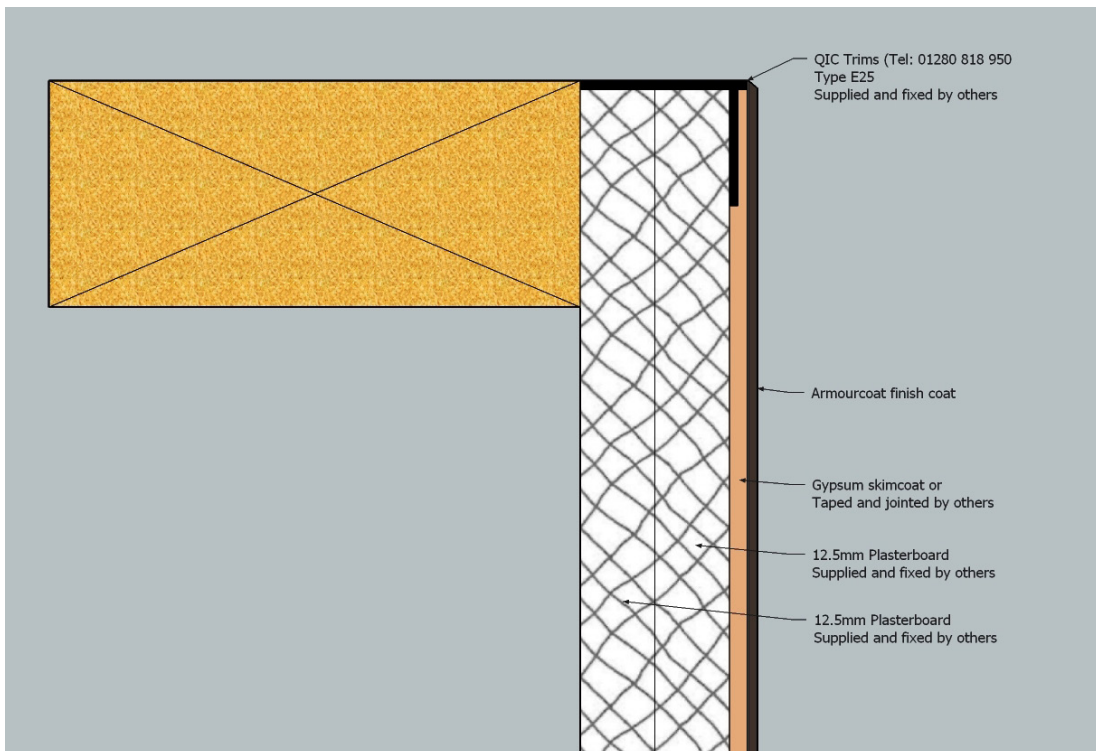 QIC Trims (Tel: 01280 818 950
Type E25
Supplied and fixed by others
Armourcoat finish coat
Gypsum skimcoat or
Taped and jointed by others
12.5mm Plasterboard
Supplied and fixed by others
12.5mm Plasterboard
Supplied and fixed by others